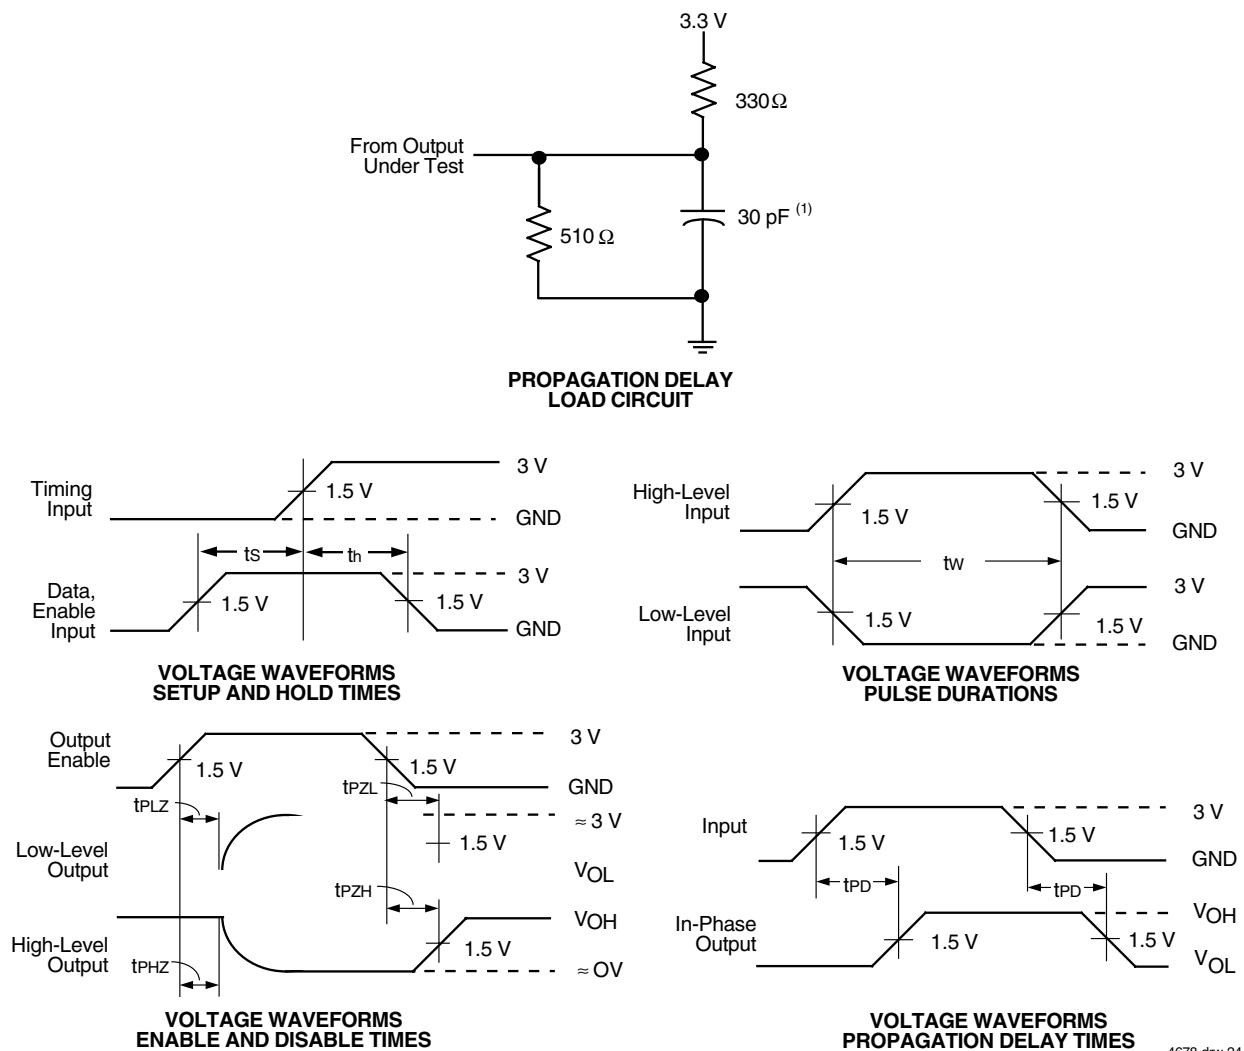 3.3 V
330Ω
From Output
Under Test
30 pF (1)
510 Ω
PROPAGATION DELAY
LOAD CIRCUIT
3 V
Timing
Input
1.5 V
GND
tS
th
3 V
Data,
Enable
Input
1.5 V
1.5 V
GND
VOLTAGE WAVEFORMS
SETUP AND HOLD TIMES
3 V
High-Level
Input
1.5 V
1.5 V
GND
tW
3 V
Low-Level
Input
1.5 V
1.5 V
GND
VOLTAGE WAVEFORMS
PULSE DURATIONS
Output
Enable
3 V
1.5 V
1.5 V
GND
tPLZ
tPZL
≈ 3 V
Low-Level
Output
1.5 V
VOL
tPZH
VOH
High-Level
Output
1.5 V
tPHZ
≈ OV
VOLTAGE WAVEFORMS
ENABLE AND DISABLE TIMES
3 V
Input
1.5 V
1.5 V
GND
tPD
tPD
VOH
In-Phase
Output
1.5 V
1.5 V
VOL
VOLTAGE WAVEFORMS
PROPAGATION DELAY TIMES